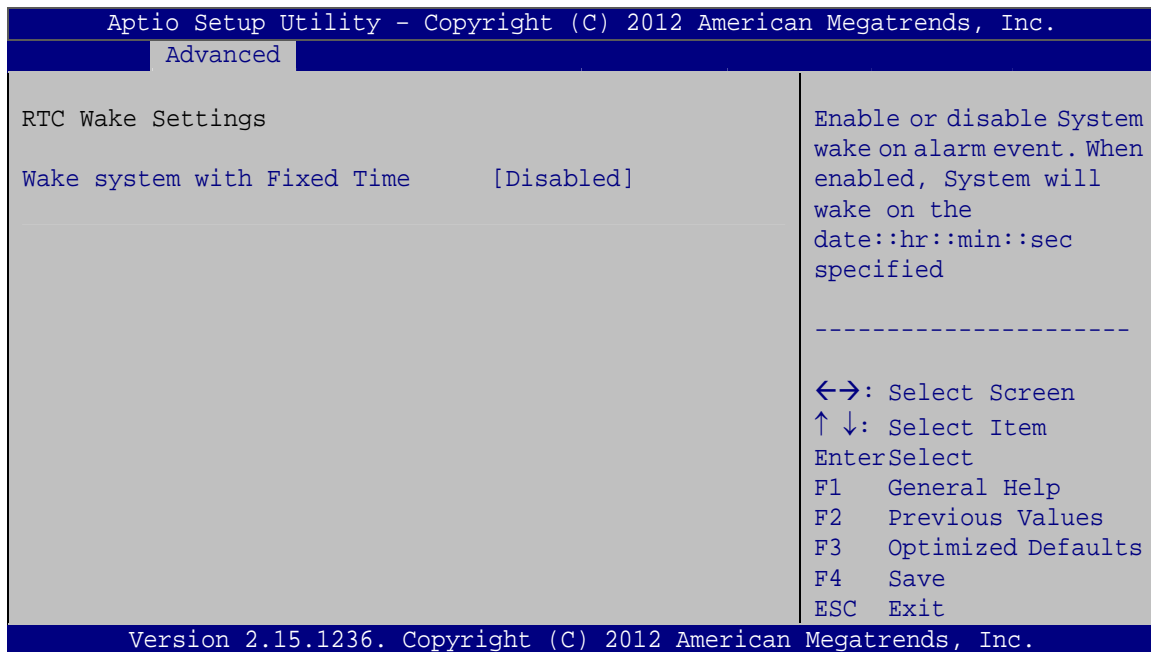 Aptio Setup Utility – Copyright (C) 2012 American Megatrends, Inc.
Advanced
RTC Wake Settings
Wake system with Fixed Time [Disabled]
Enable or disable System
wake on alarm event. When
enabled, System will
wake on the
date::hr::min::sec
specified
----------------------
←→: Select Screen
↑ ↓: Select Item
EnterSelect
F1 General Help
F2 Previous Values
F3 Optimized Defaults
F4 Save
ESC Exit
Version 2.15.1236. Copyright (C) 2012 American Megatrends, Inc.